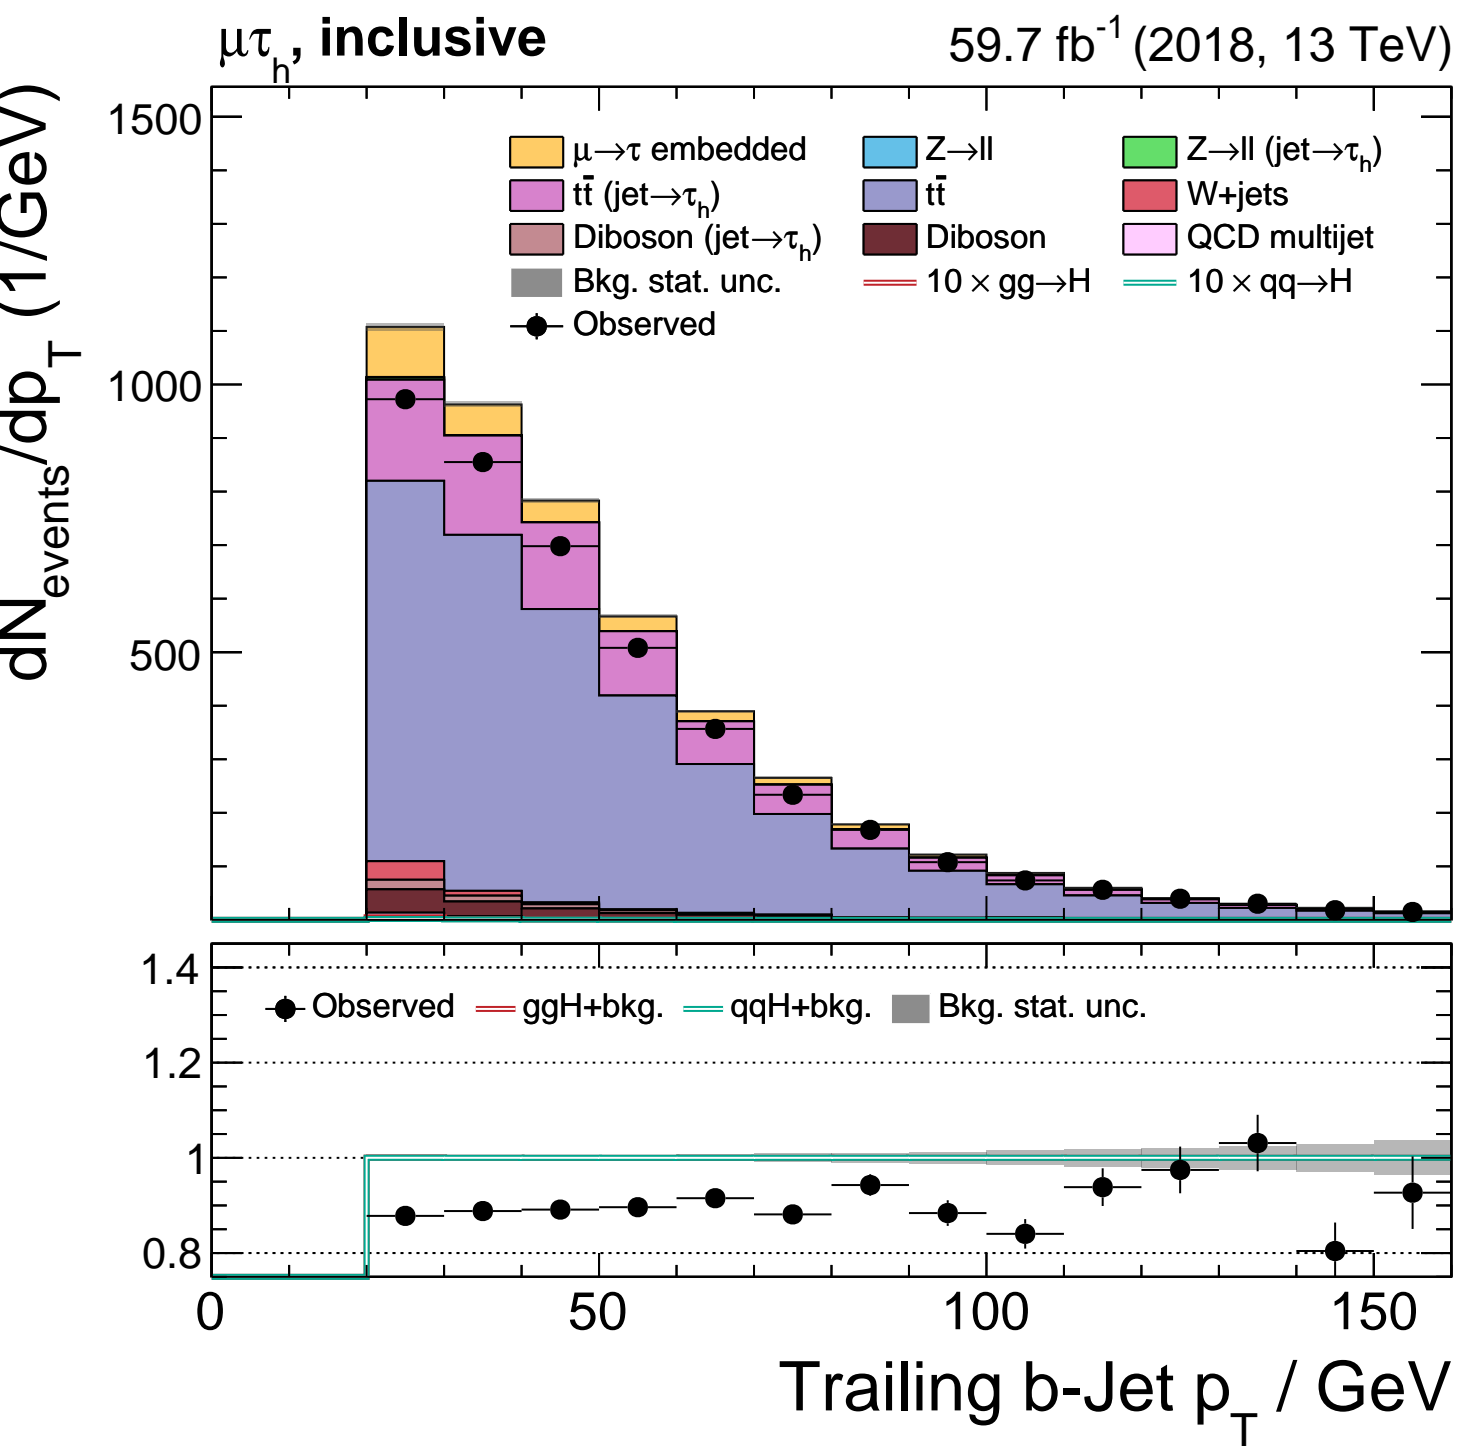 μτh, inclusive
59.7 fb-1 (2018, 13 TeV)
dNevents/dpT (1/GeV)
1500
1000
500
μ→τ embedded
Z→ll
Z→ll (jet→τh)
tt̄ (jet→τh)
tt̄
W+jets
Diboson (jet→τh)
Diboson
QCD multijet
Bkg. stat. unc.
10 × gg→H
10 × qq→H
Observed
1.4
1.2
1
0.8
Observed
ggH+bkg.
qqH+bkg.
Bkg. stat. unc.
0
50
100
150
Trailing b-Jet pT / GeV